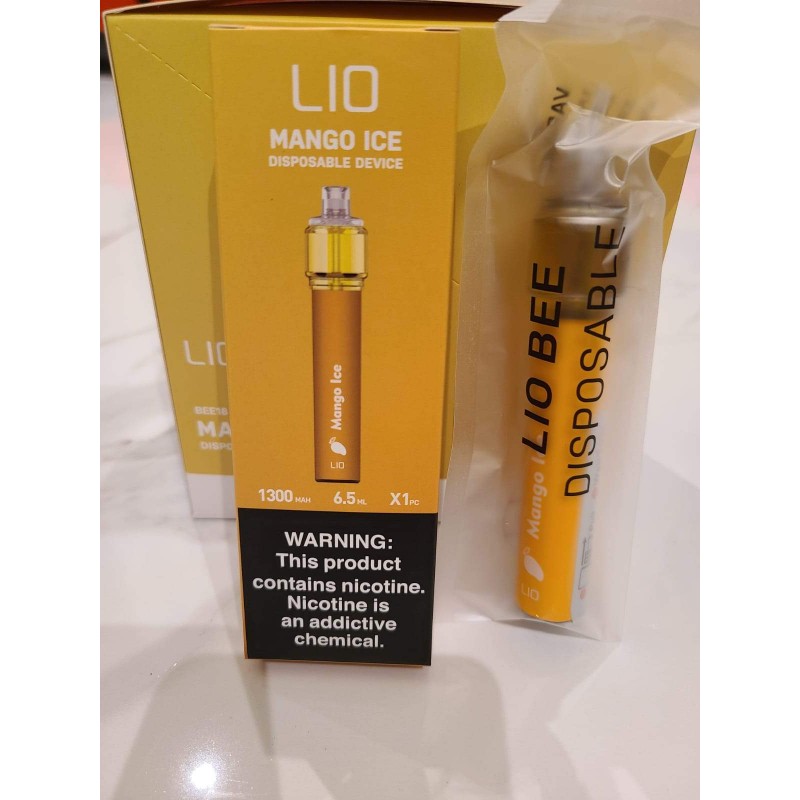 LIO
MANGO ICE
DISPOSABLE DEVICE
Mango Ice
LIO
1300 MAH 6.5 ML X1 PC
WARNING:
This product
contains nicotine.
Nicotine is
an addictive
chemical.
LIO
MA
LIO BEE
DISPOSABLE
Mango
LIO